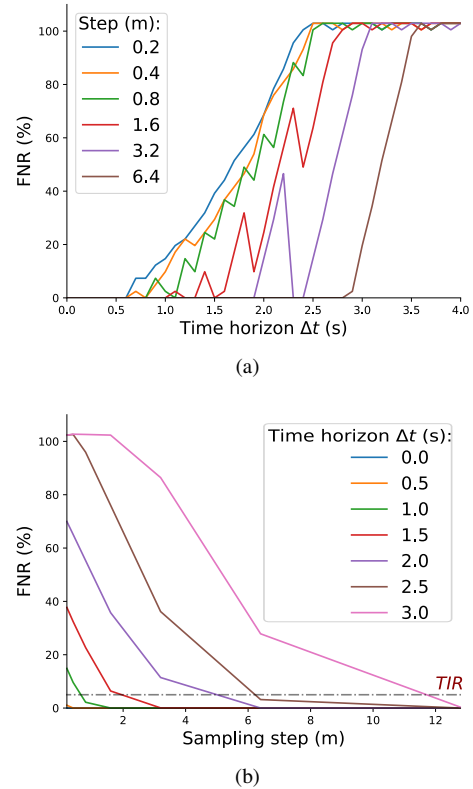 100
80
60
40
20
0
FNR (%)
Step (m):
0.2
0.4
0.8
1.6
3.2
6.4
0.0 0.5 1.0 1.5 2.0 2.5 3.0 3.5 4.0
Time horizon Δt (s)
(a)
100
80
60
40
20
0
FNR (%)
Time horizon Δt (s):
0.0
0.5
1.0
1.5
2.0
2.5
3.0
TIR
2 4 6 8 10 12
Sampling step (m)
(b)